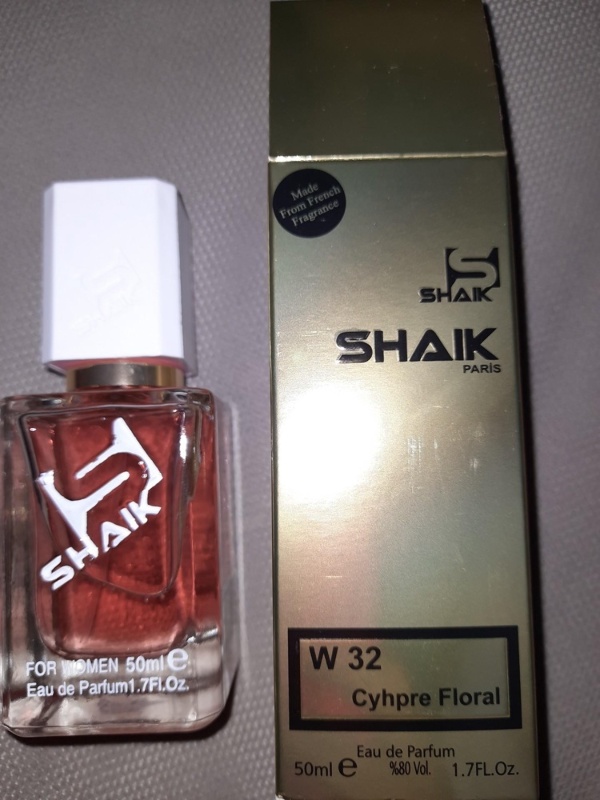 SHAIK
FOR WOMEN 50ml e
Eau de Parfum1.7Fl.Oz.
Made
From French
Fragrance
S
SHAIK
SHAIK
PARİS
W 32
Cyhpre Floral
Eau de Parfum
50ml e %80 Vol. 1.7FL.Oz.